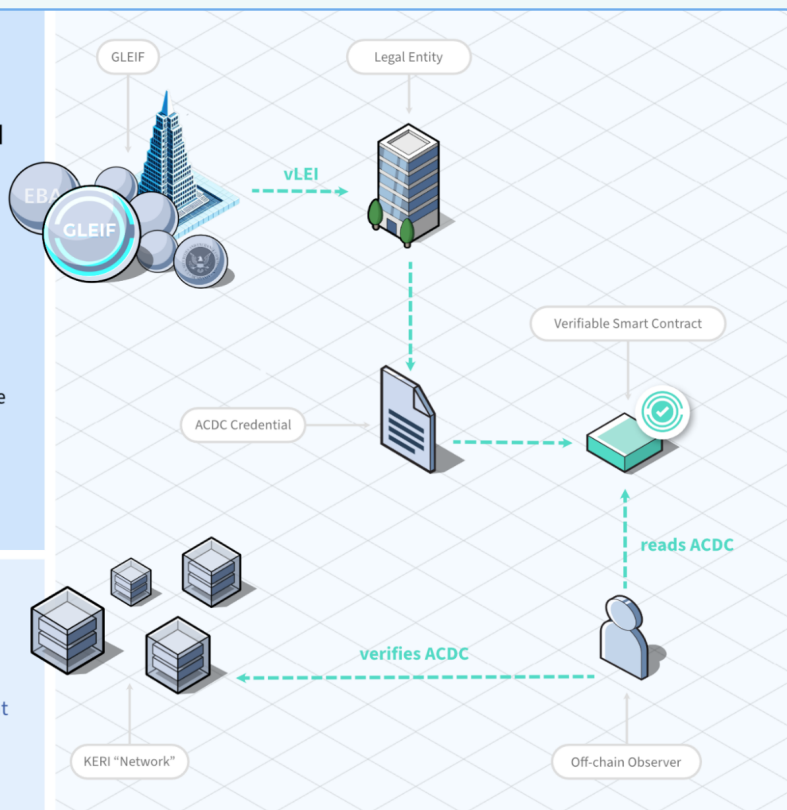 GLEIF
Legal Entity
vLEI
EBA
GLEIF
Verifiable Smart Contract
e
ACDC Credential
reads ACDC
verifies ACDC
t
KERI “Network”
Off-chain Observer